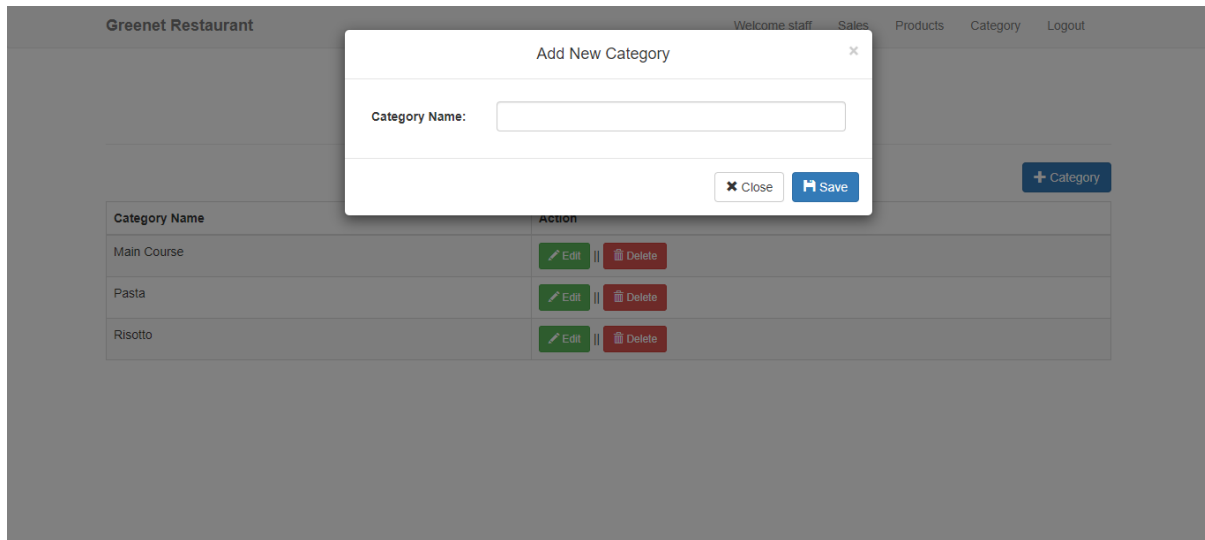 Greenet Restaurant Welcome staff Sales Products Category Logout
Add New Category ×
Category Name:
Close Save
+ Category
Category Name Action
Main Course Edit || Delete
Pasta Edit || Delete
Risotto Edit || Delete